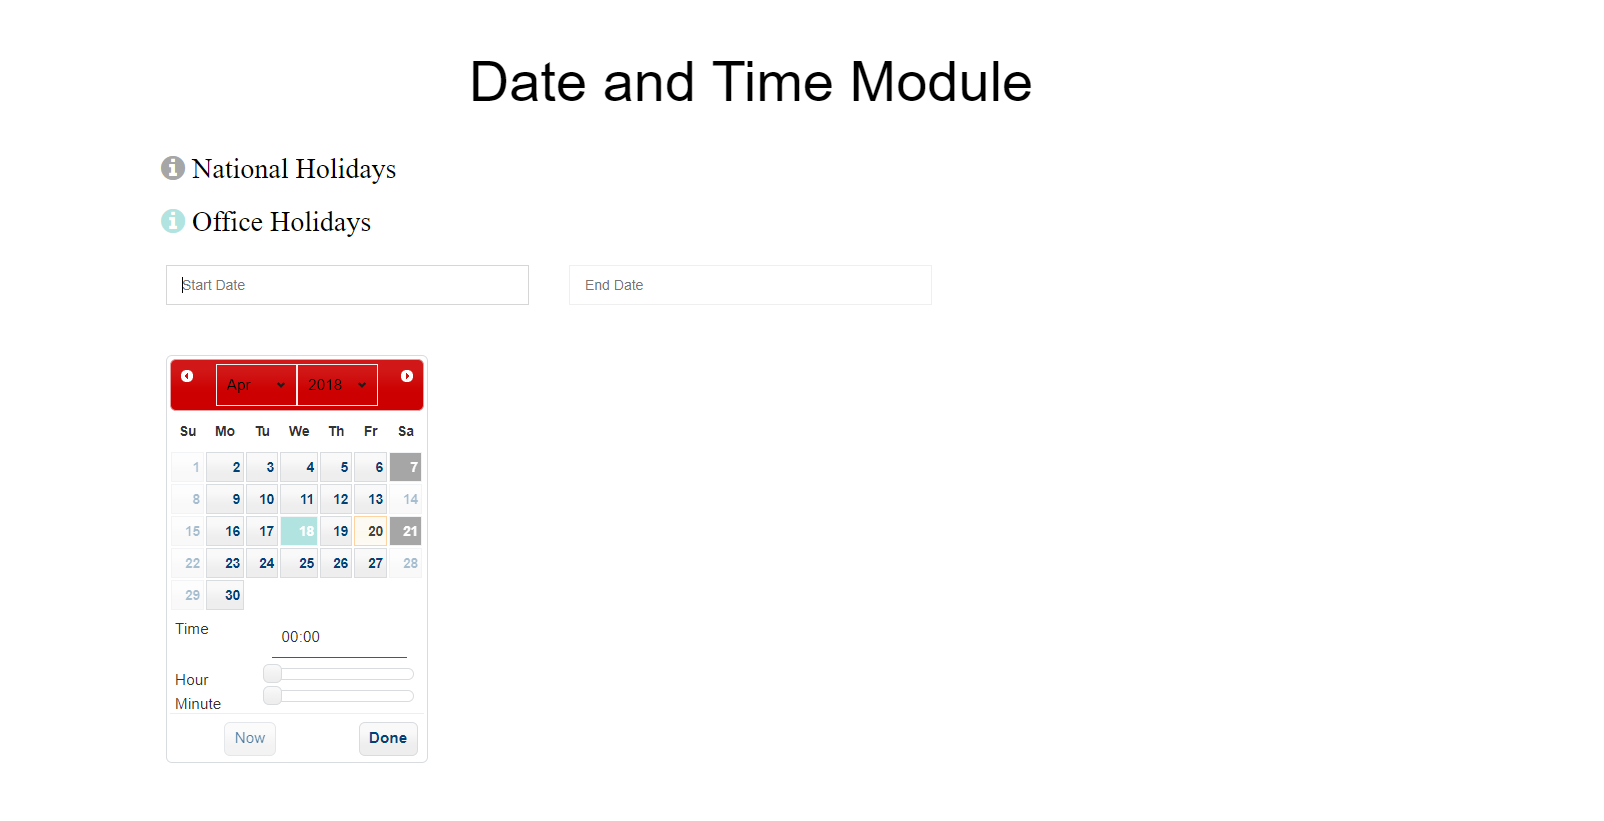 Date and Time Module
National Holidays
Office Holidays
Start Date End Date
Apr 2018
Su Mo Tu We Th Fr Sa
1 2 3 4 5 6 7
8 9 10 11 12 13 14
15 16 17 18 19 20 21
22 23 24 25 26 27 28
29 30
Time 00:00
Hour
Minute
Now Done